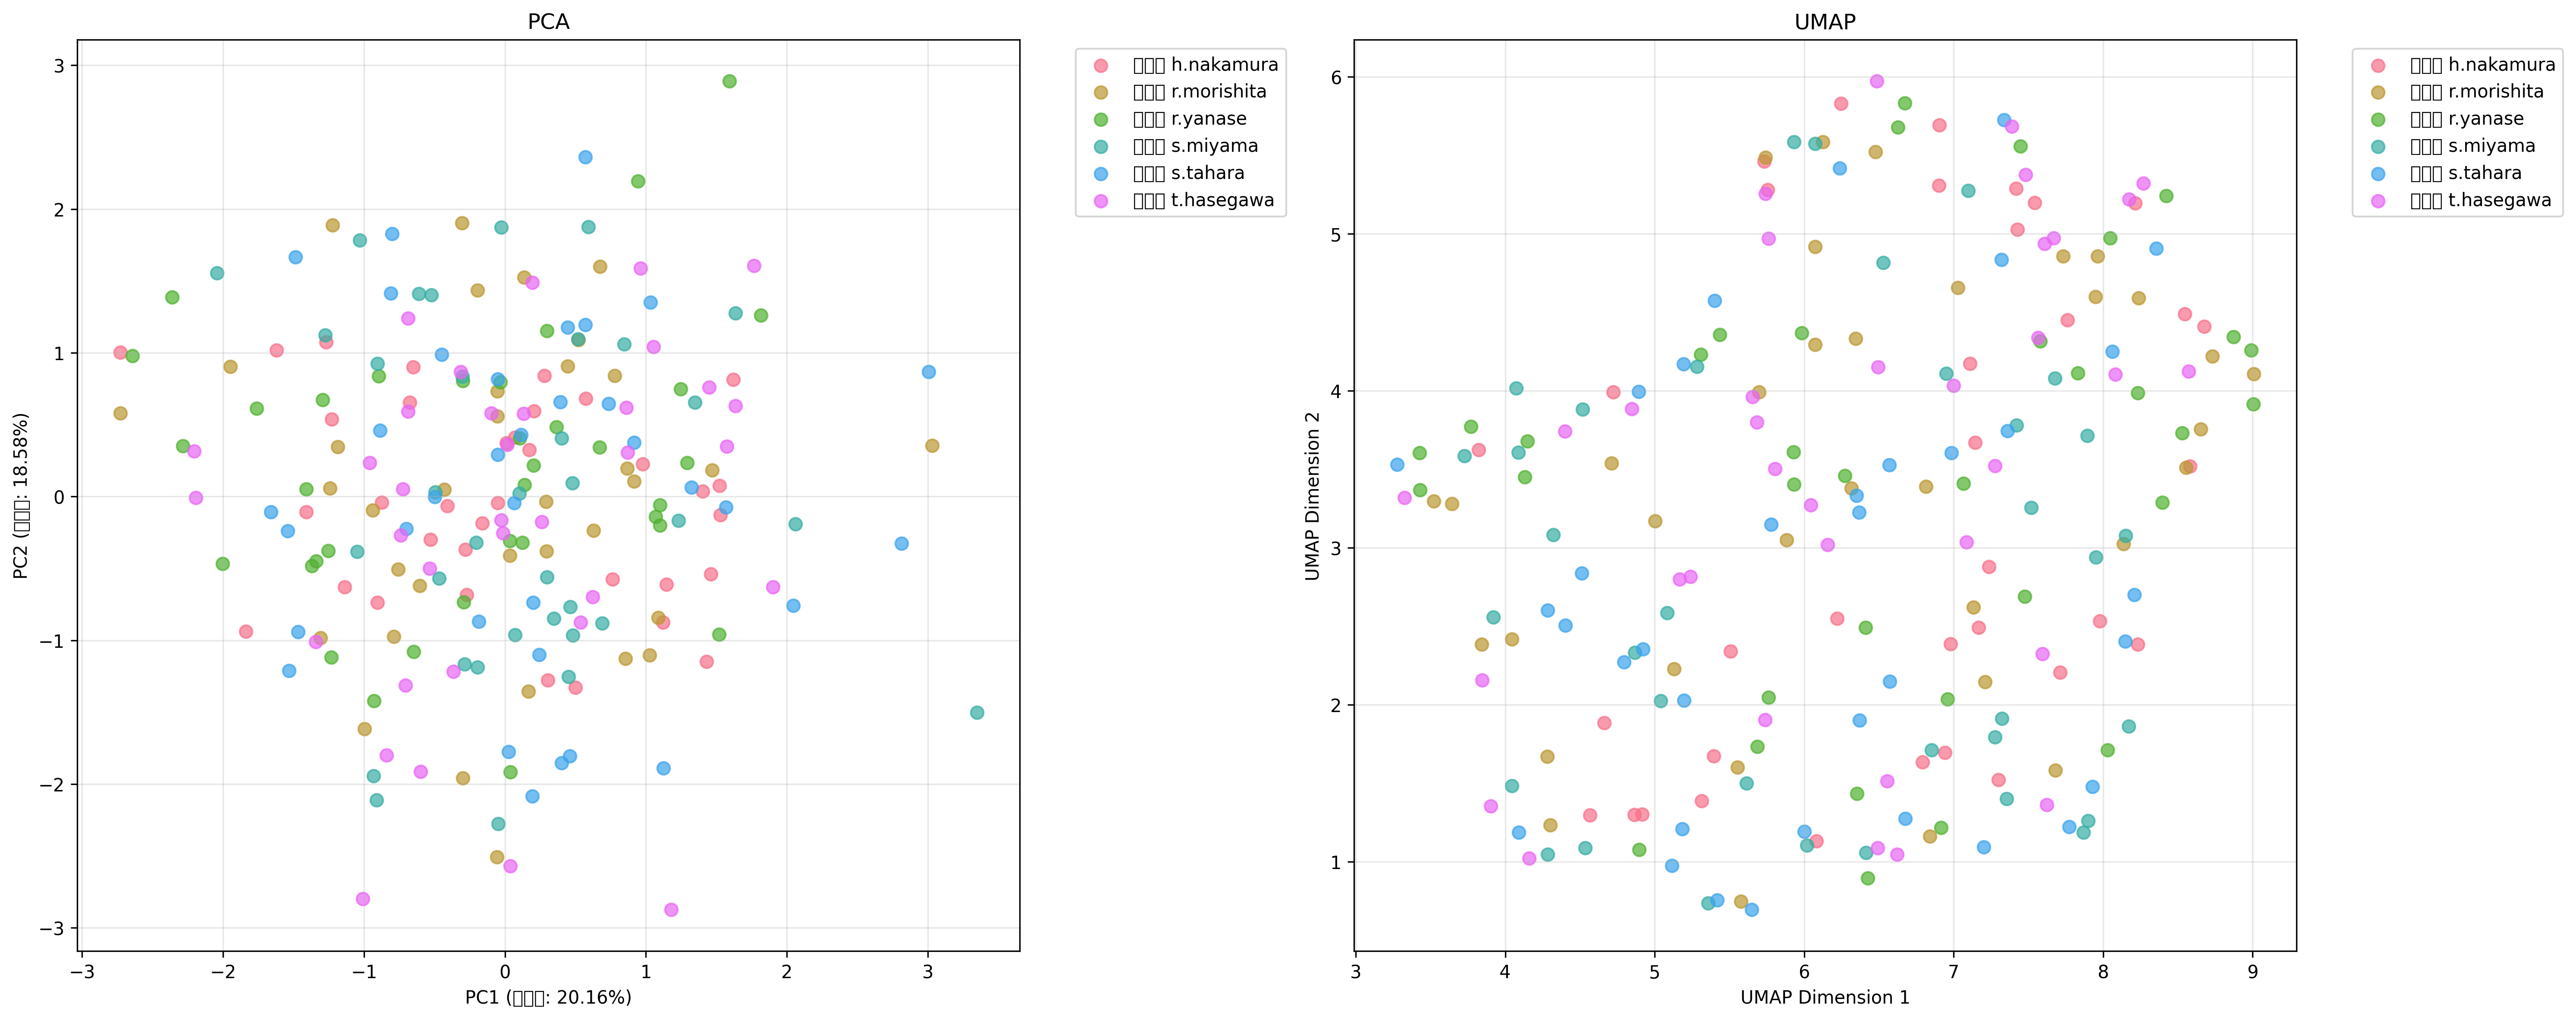 PCA
3
2
1
0
−1
−2
−3
PC2 (□□□: 18.58%)
−3 −2 −1 0 1 2 3
PC1 (□□□: 20.16%)
□□□ h.nakamura
□□□ r.morishita
□□□ r.yanase
□□□ s.miyama
□□□ s.tahara
□□□ t.hasegawa
UMAP
6
5
4
3
2
1
UMAP Dimension 2
3 4 5 6 7 8 9
UMAP Dimension 1
□□□ h.nakamura
□□□ r.morishita
□□□ r.yanase
□□□ s.miyama
□□□ s.tahara
□□□ t.hasegawa